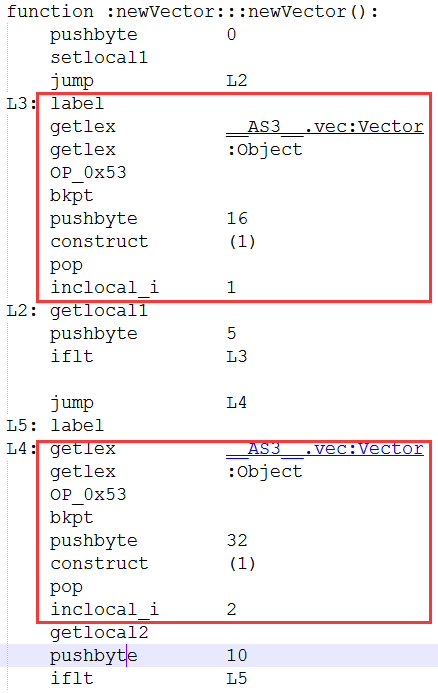 function :newVector:::newVector():
pushbyte 0
setlocal1
jump L2
L3: label
getlex __AS3__.vec:Vector
getlex :Object
OP_0x53
bkpt
pushbyte 16
construct (1)
pop
inclocal_i 1
L2: getlocal1
pushbyte 5
iflt L3
jump L4
L5: label
L4: getlex __AS3__.vec:Vector
getlex :Object
OP_0x53
bkpt
pushbyte 32
construct (1)
pop
inclocal_i 2
getlocal2
pushbyte 10
iflt L5